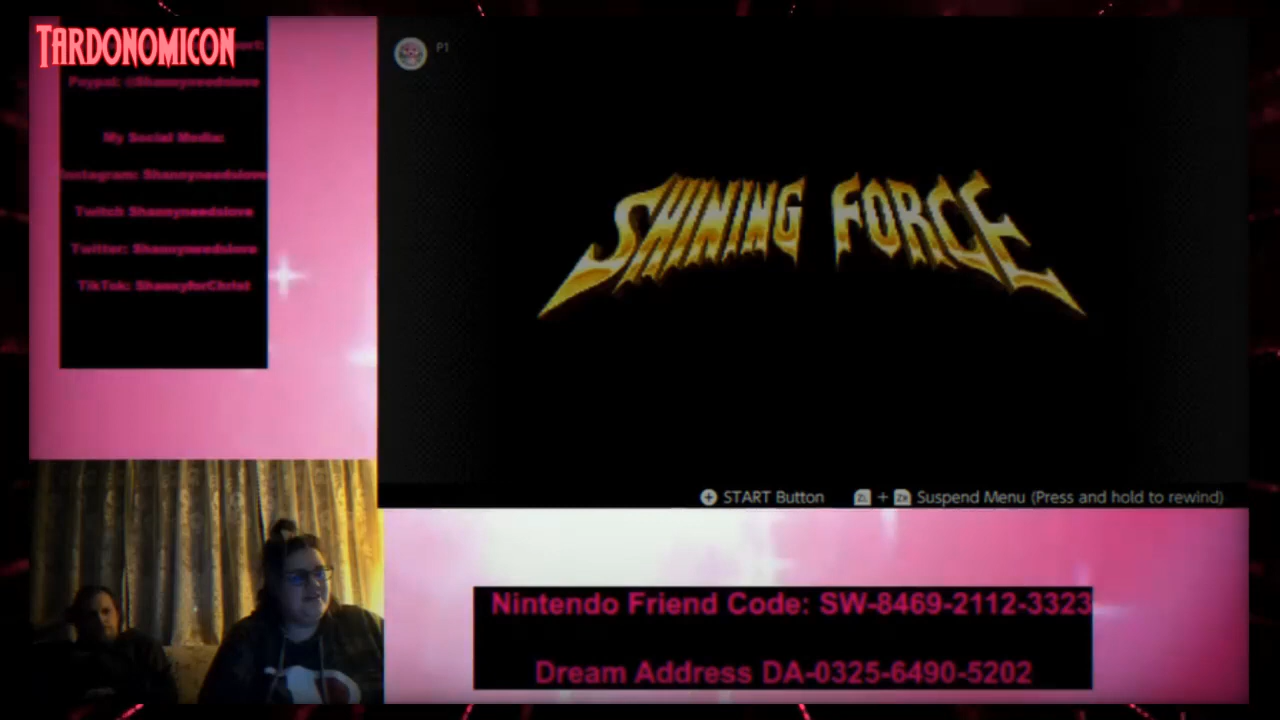 TARDONOMICON
Paypal: @Shannyneedslove
My Social Media:
Instagram: Shannyneedslove
Twitch Shannyneedslove
Twitter: Shannyneedslove
TikTok: ShannyforChrist
P1
SHINING FORCE
+ START Button ZL + ZR Suspend Menu (Press and hold to rewind)
Nintendo Friend Code: SW-8469-2112-3323
Dream Address DA-0325-6490-5202